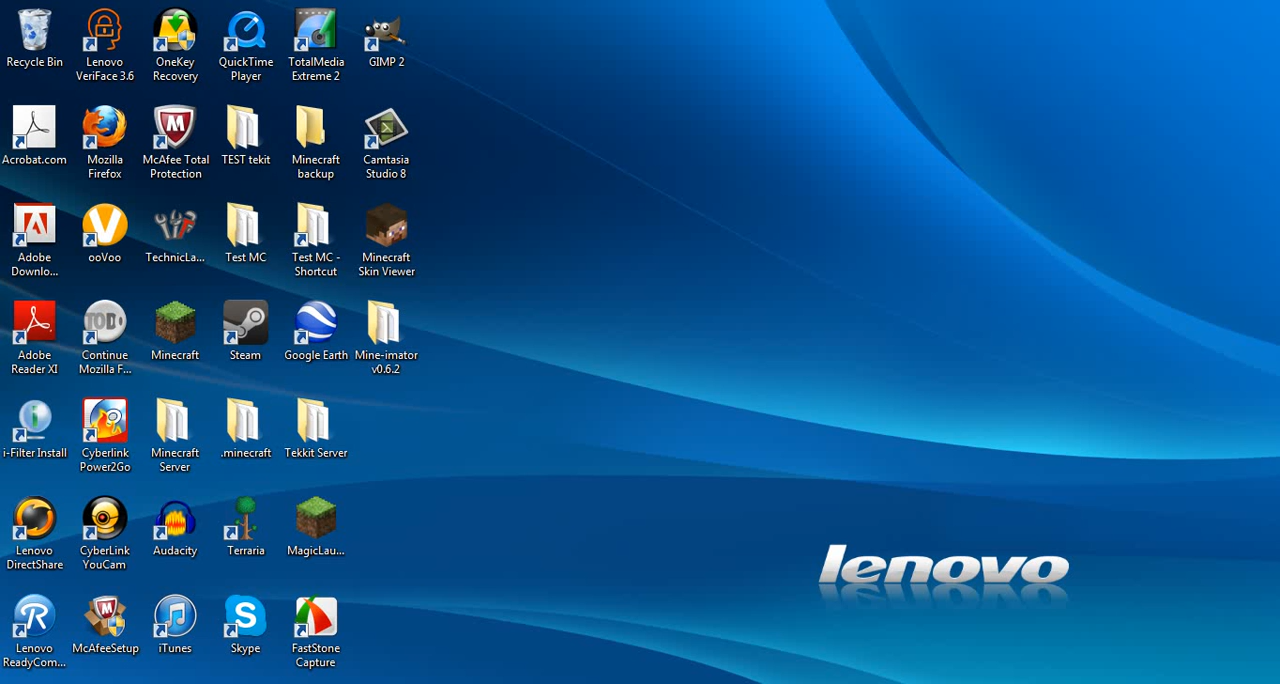 Recycle Bin
Lenovo
VeriFace 3.6
OneKey
Recovery
QuickTime
Player
TotalMedia
Extreme 2
GIMP 2
Acrobat.com
Mozilla
Firefox
McAfee Total
Protection
TEST tekit
Minecraft
backup
Camtasia
Studio 8
Adobe
Downlo...
ooVoo
TechnicLa...
Test MC
Test MC -
Shortcut
Minecraft
Skin Viewer
Adobe
Reader XI
TOD
Continue
Mozilla F...
Minecraft
Steam
Google Earth
Mine-imator
v0.6.2
i-Filter Install
Cyberlink
Power2Go
Minecraft
Server
.minecraft
Tekkit Server
Lenovo
DirectShare
CyberLink
YouCam
Audacity
Terraria
MagicLau...
lenovo
Lenovo
ReadyCom...
McAfeeSetup
iTunes
Skype
FastStone
Capture